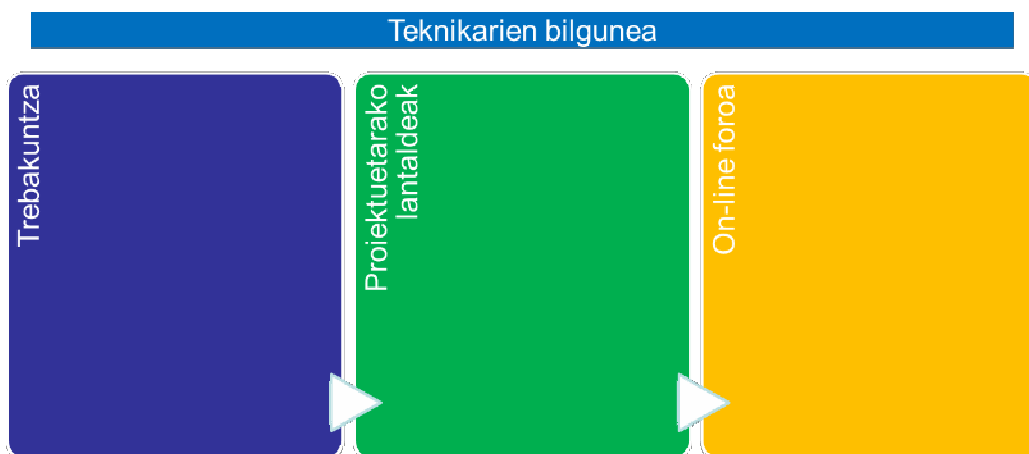 Teknikarien bilgunea
Trebakuntza
Proiektuetarako
lantaldeak
On-line foroa